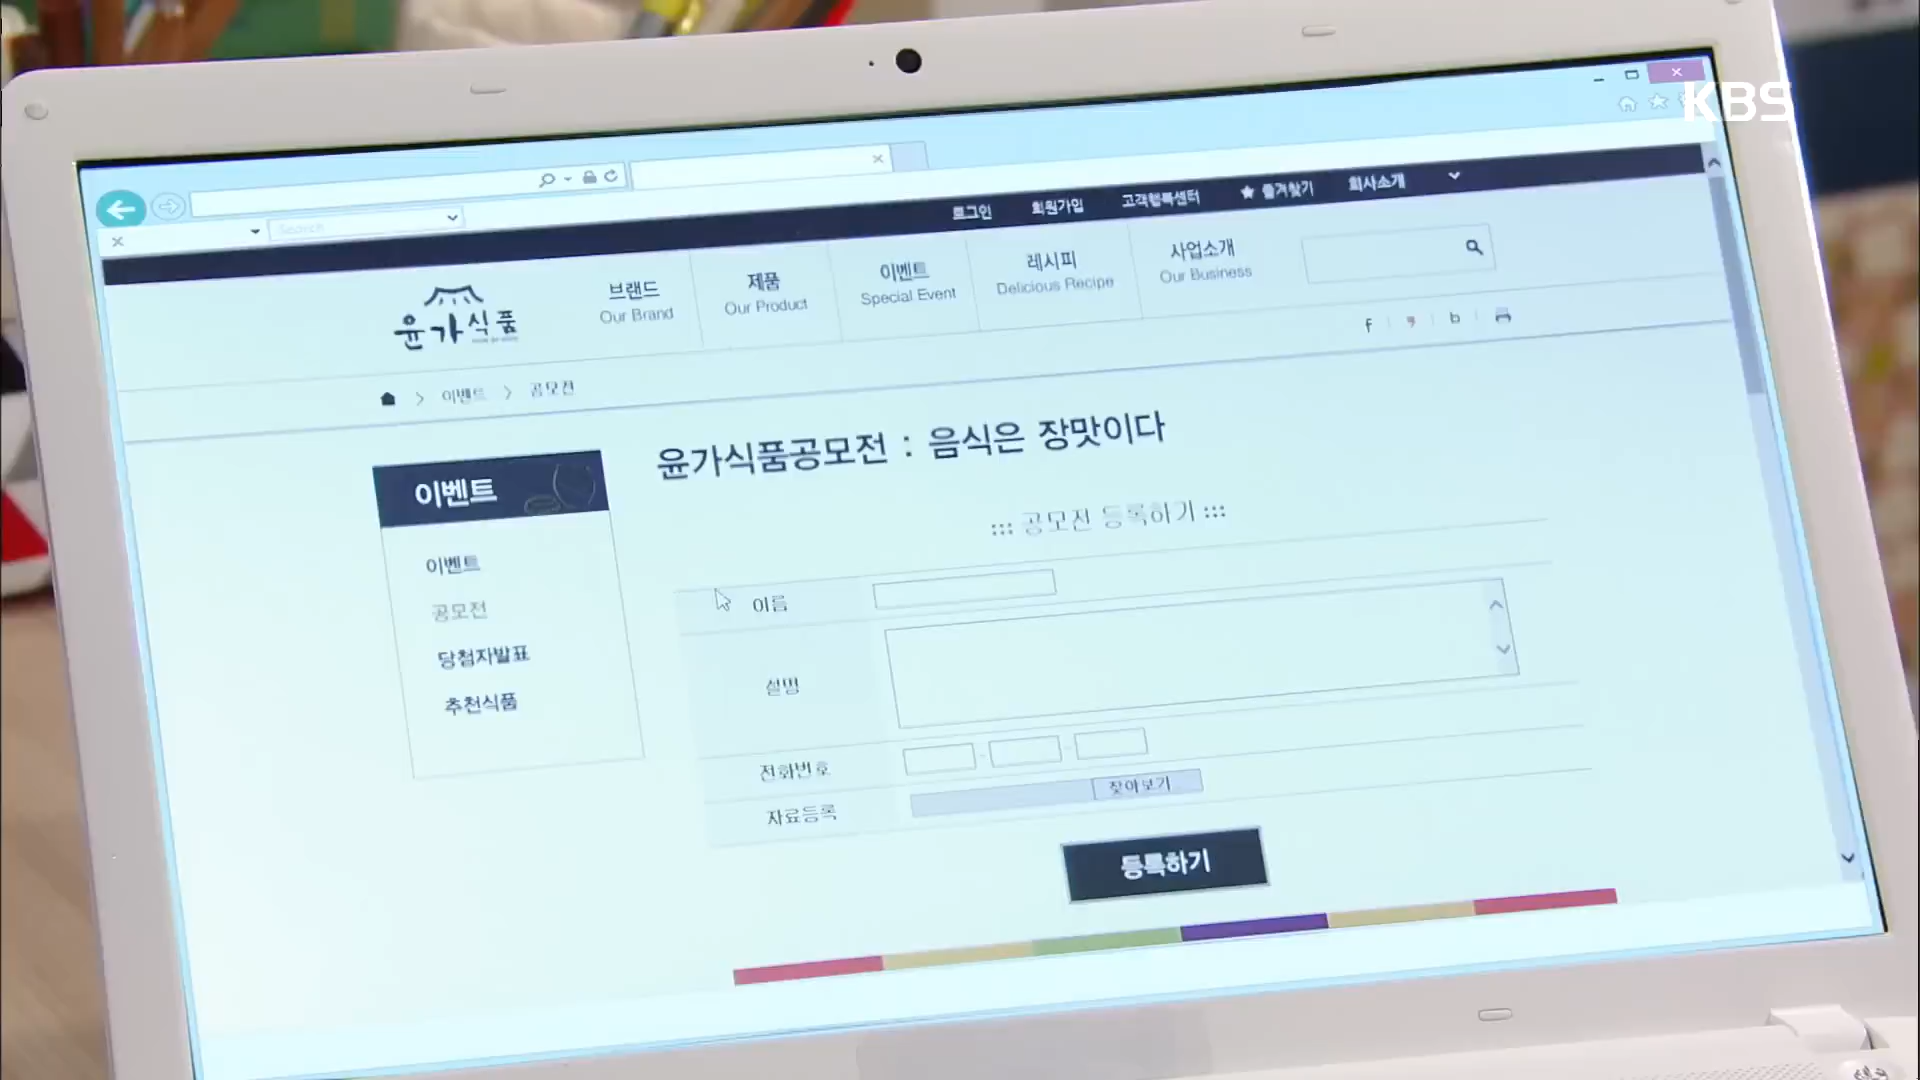 KBS
Search
로그인 회원가입 고객행복센터 ★ 즐겨찾기 회사소개
윤가식품
브랜드 제품 이벤트 레시피 사업소개
Our Brand Our Product Special Event Delicious Recipe Our Business
f b
> 이벤트 > 공모전
윤가식품공모전 : 음식은 장맛이다
이벤트
이벤트
공모전
당첨자발표
추천식품
::: 공모전 등록하기 :::
이름
설명
전화번호 - -
자료등록 찾아보기
등록하기